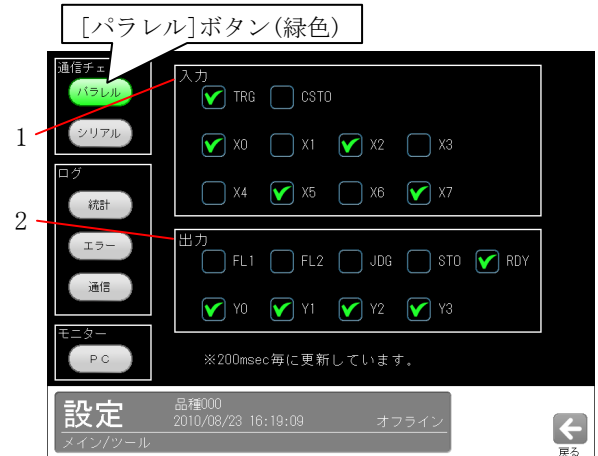 [パラレル]ボタン(緑色)
通信チェ
パラレル
シリアル
1
入力
TRG CSTO
X0 X1 X2 X3
X4 X5 X6 X7
ログ
統計
エラー
通信
2
出力
FL1 FL2 JDG STO RDY
Y0 Y1 Y2 Y3
モニター
PC
※200msec毎に更新しています。
設定
品種000
2010/08/23 16:19:09 オフライン
メイン/ツール
戻る